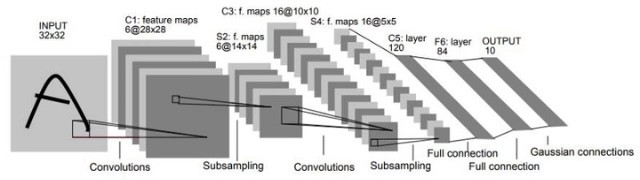 INPUT
32x32
C1: feature maps
6@28x28
S2: f. maps
6@14x14
C3: f. maps 16@10x10
S4: f. maps 16@5x5
C5: layer
120
F6: layer
84
OUTPUT
10
Convolutions
Subsampling
Convolutions
Subsampling
Full connection
Full connection
Gaussian connections
A